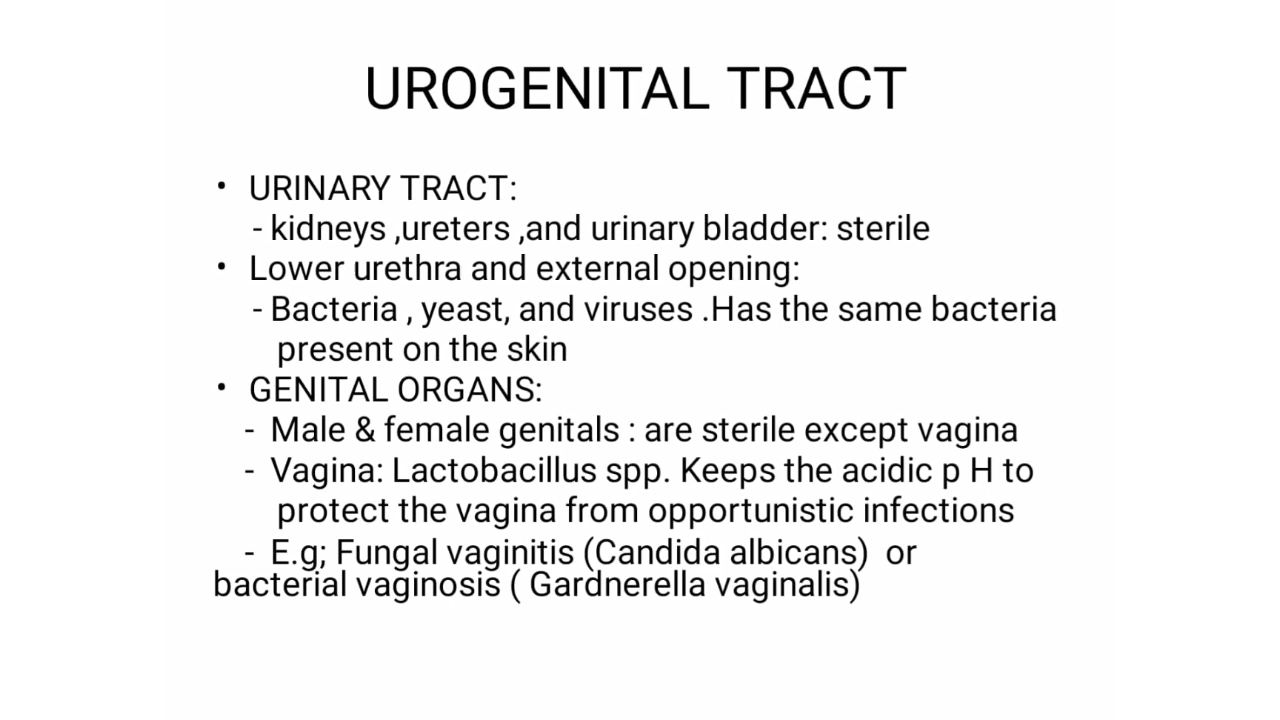 UROGENITAL TRACT
• URINARY TRACT:
- kidneys ,ureters ,and urinary bladder: sterile
• Lower urethra and external opening:
- Bacteria , yeast, and viruses .Has the same bacteria
present on the skin
• GENITAL ORGANS:
- Male & female genitals : are sterile except vagina
- Vagina: Lactobacillus spp. Keeps the acidic p H to
protect the vagina from opportunistic infections
- E.g; Fungal vaginitis (Candida albicans) or
bacterial vaginosis ( Gardnerella vaginalis)